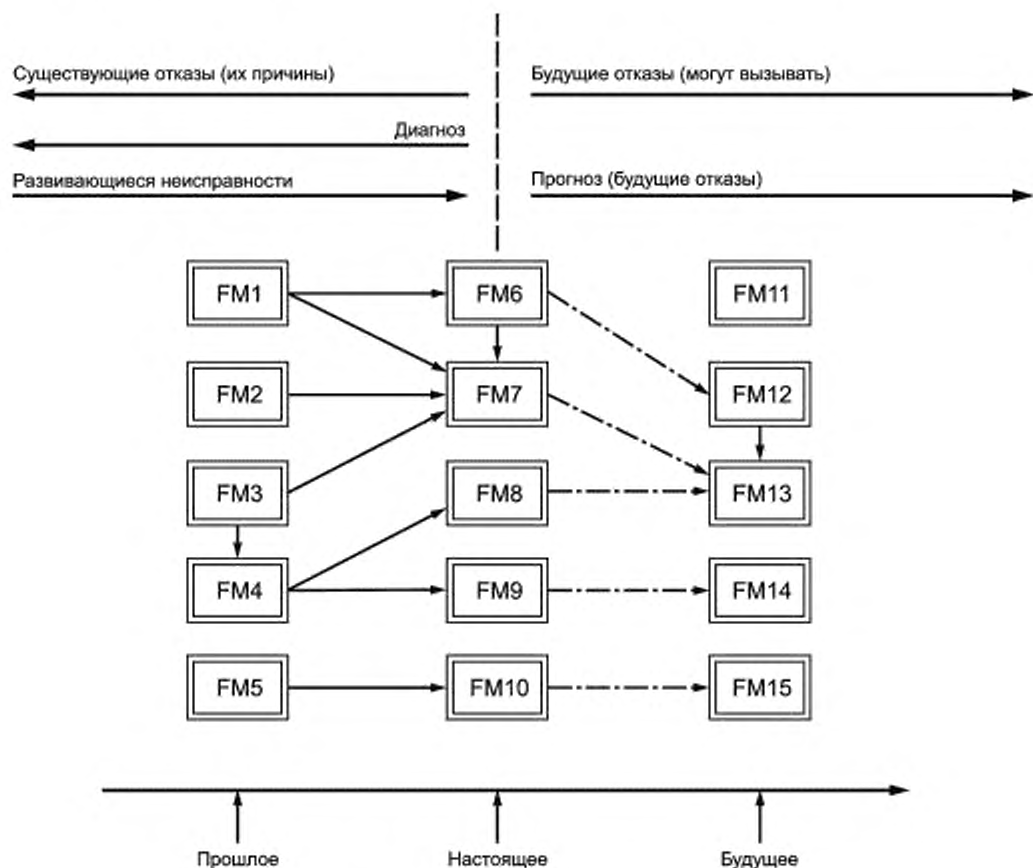 Существующие отказы (их причины)
Будущие отказы (могут вызывать)
Диагноз
Развивающиеся неисправности
Прогноз (будущие отказы)
FM1
FM6
FM11
FM2
FM7
FM12
FM3
FM8
FM13
FM4
FM9
FM14
FM5
FM10
FM15
Прошлое
Настоящее
Будущее